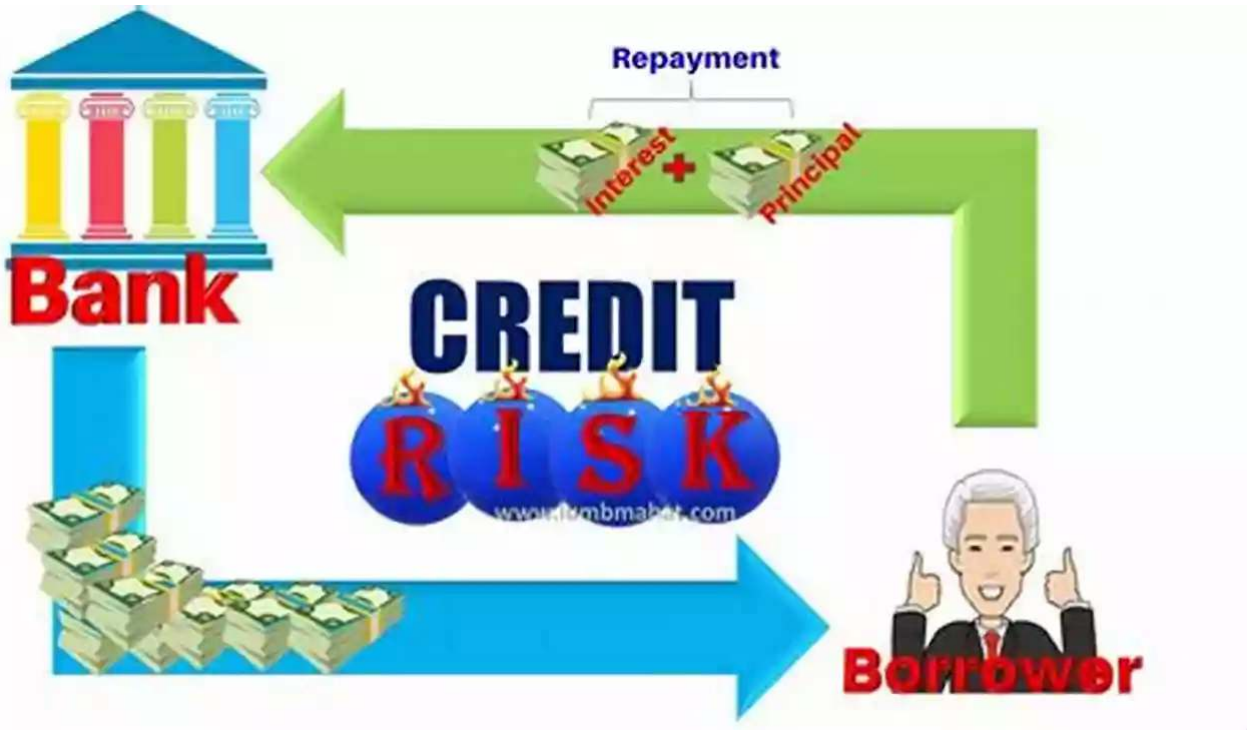 Repayment
Interest + Principal
Bank
CREDIT
RISK
Borrower